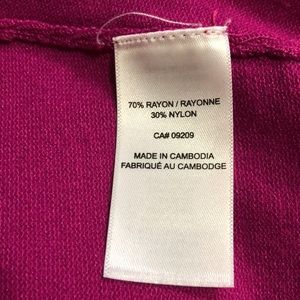 70% RAYON / RAYONNE
30% NYLON
CA# 09209
MADE IN CAMBODIA
FABRIQUÉ AU CAMBODGE